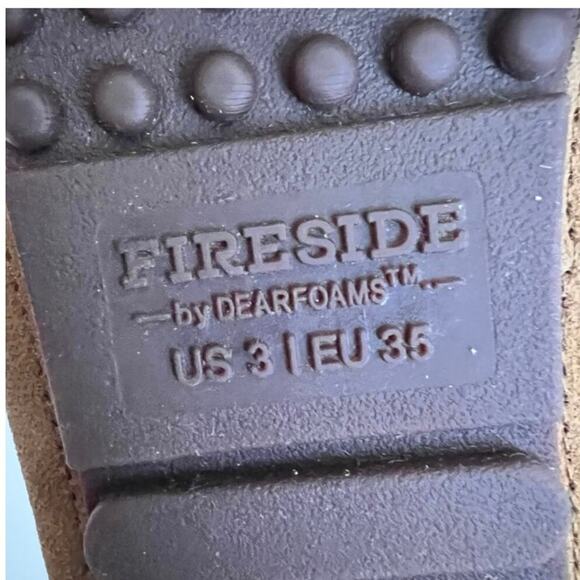 FIRESIDE
by DEARFOAMS™
US 3 | EU 35